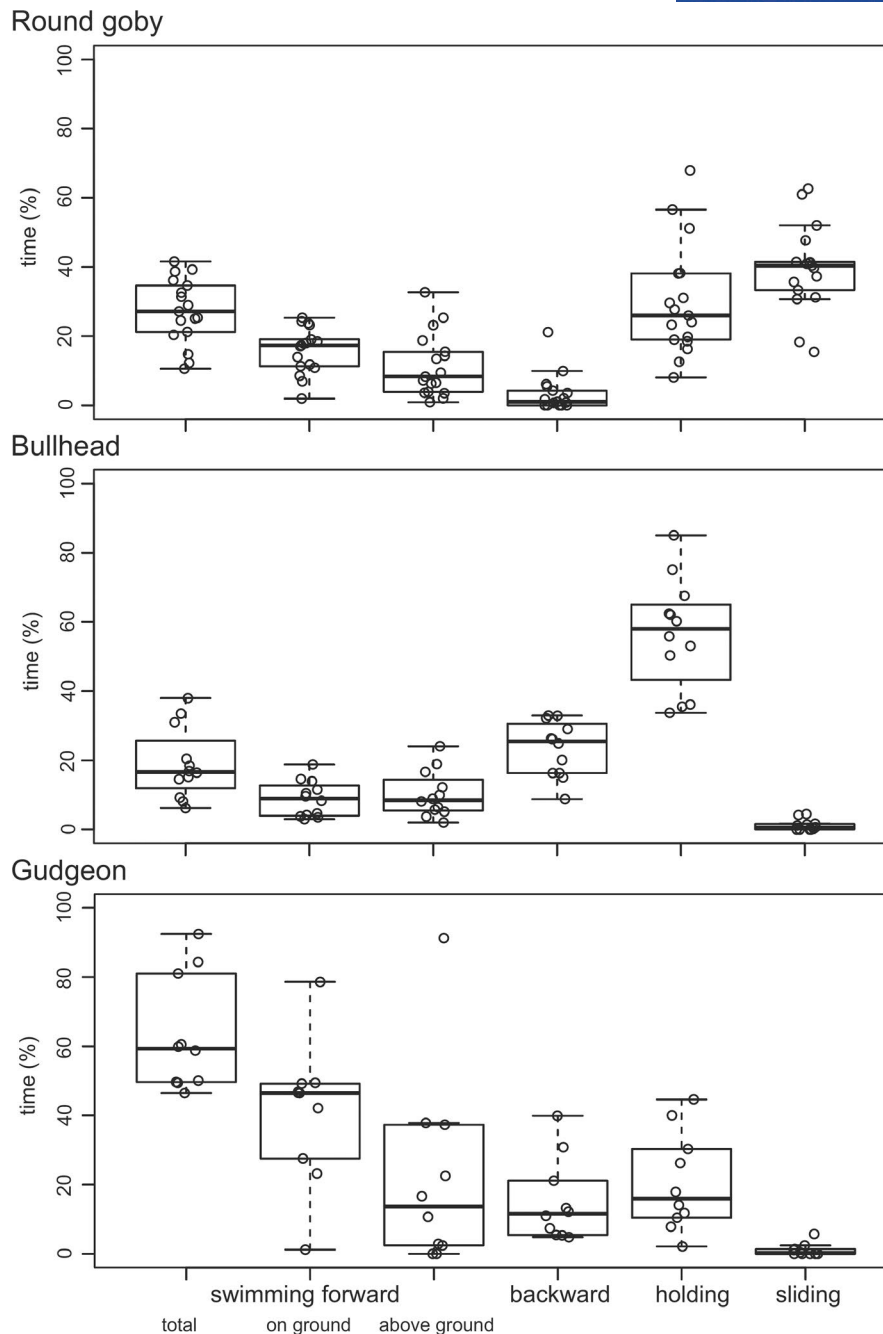 Round goby
100
80
60
40
20
0
time (%)
Bullhead
100
80
60
40
20
0
time (%)
Gudgeon
100
80
60
40
20
0
time (%)
swimming forward backward holding sliding
total on ground above ground